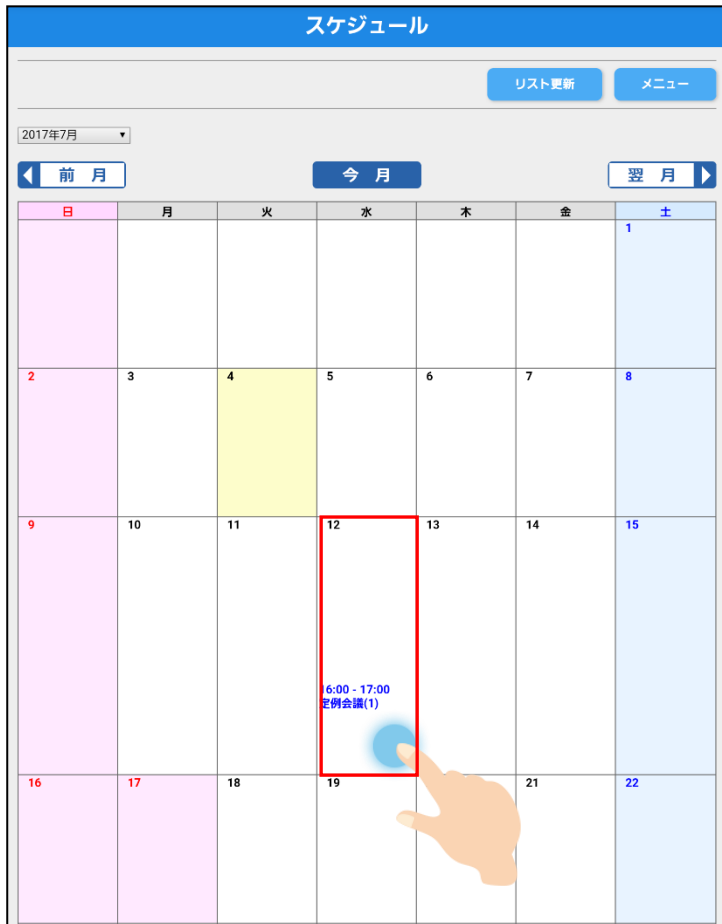 スケジュール
リスト更新 メニュー
2017年7月
前 月 今 月 翌 月
日 月 火 水 木 金 土
1
2 3 4 5 6 7 8
9 10 11 12 13 14 15
16:00 - 17:00
定例会議(1)
16 17 18 19 21 22